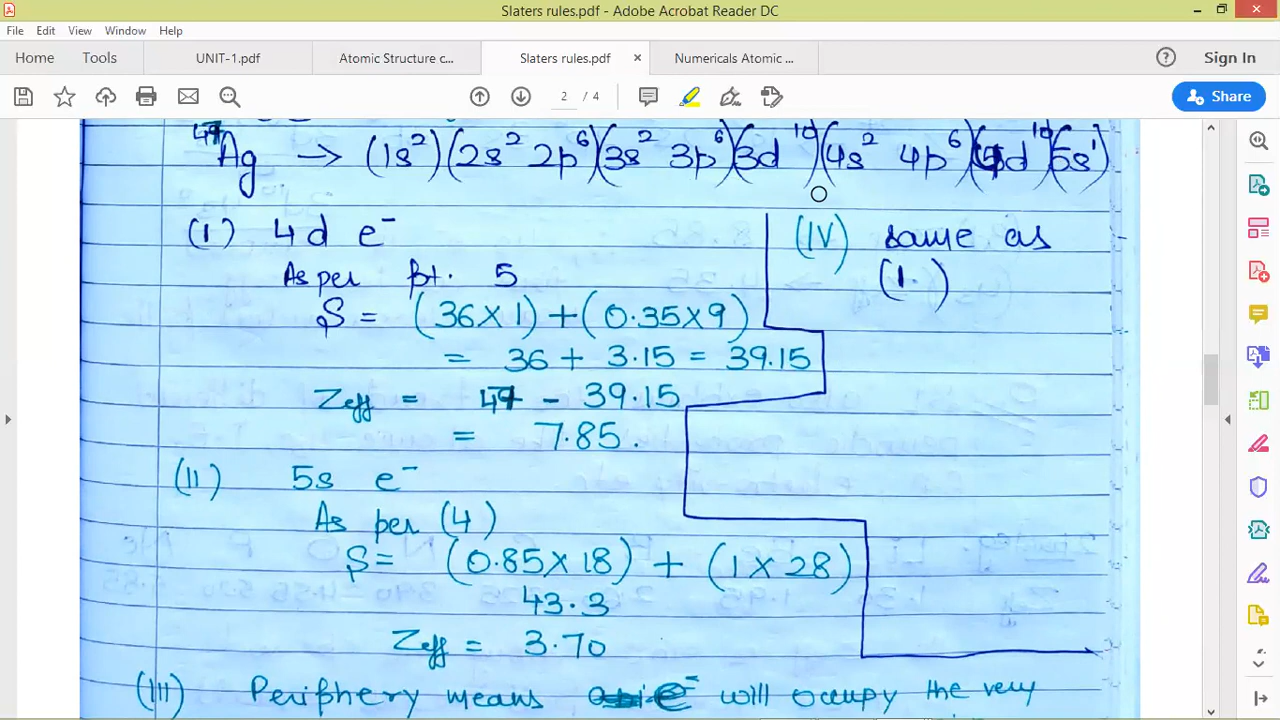 Slaters rules.pdf - Adobe Acrobat Reader DC
File Edit View Window Help
Home Tools UNIT-1.pdf Atomic Structure c... Slaters rules.pdf × Numericals Atomic ...
Sign In
2 / 4
Share
47Ag → (1s²)(2s² 2p⁶)(3s² 3p⁶)(3d¹⁰)(4s² 4p⁶)(4d¹⁰)(5s¹)
(I) 4d e⁻
As per pt. 5
S = (36×1)+(0.35×9)
= 36 + 3.15 = 39.15
Zeff = 47 - 39.15
= 7.85.
(IV) same as
(1.)
(II) 5s e⁻
As per (4)
S= (0.85×18) + (1×28)
43.3
Zeff = 3.70
(III) Periphery means e⁻ will occupy the very